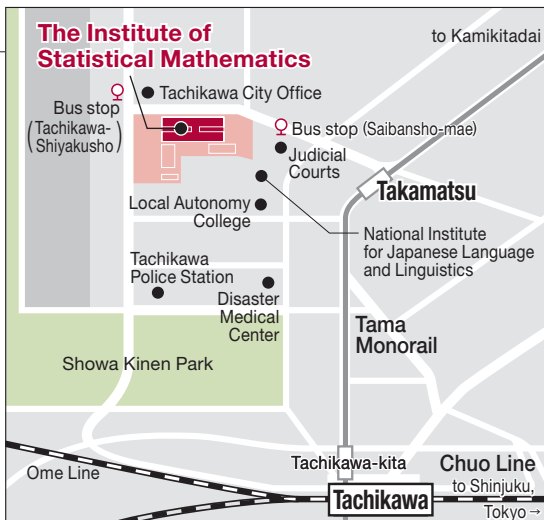 The Institute of
Statistical Mathematics
to Kamikitadai
Tachikawa City Office
Bus stop
(Tachikawa-
Shiyakusho)
Bus stop (Saibansho-mae)
Judicial
Courts
Takamatsu
Local Autonomy
College
National Institute
for Japanese Language
and Linguistics
Tachikawa
Police Station
Disaster
Medical
Center
Tama
Monorail
Showa Kinen Park
Tachikawa-kita
Chuo Line
to Shinjuku,
Tokyo→
Ome Line
Tachikawa